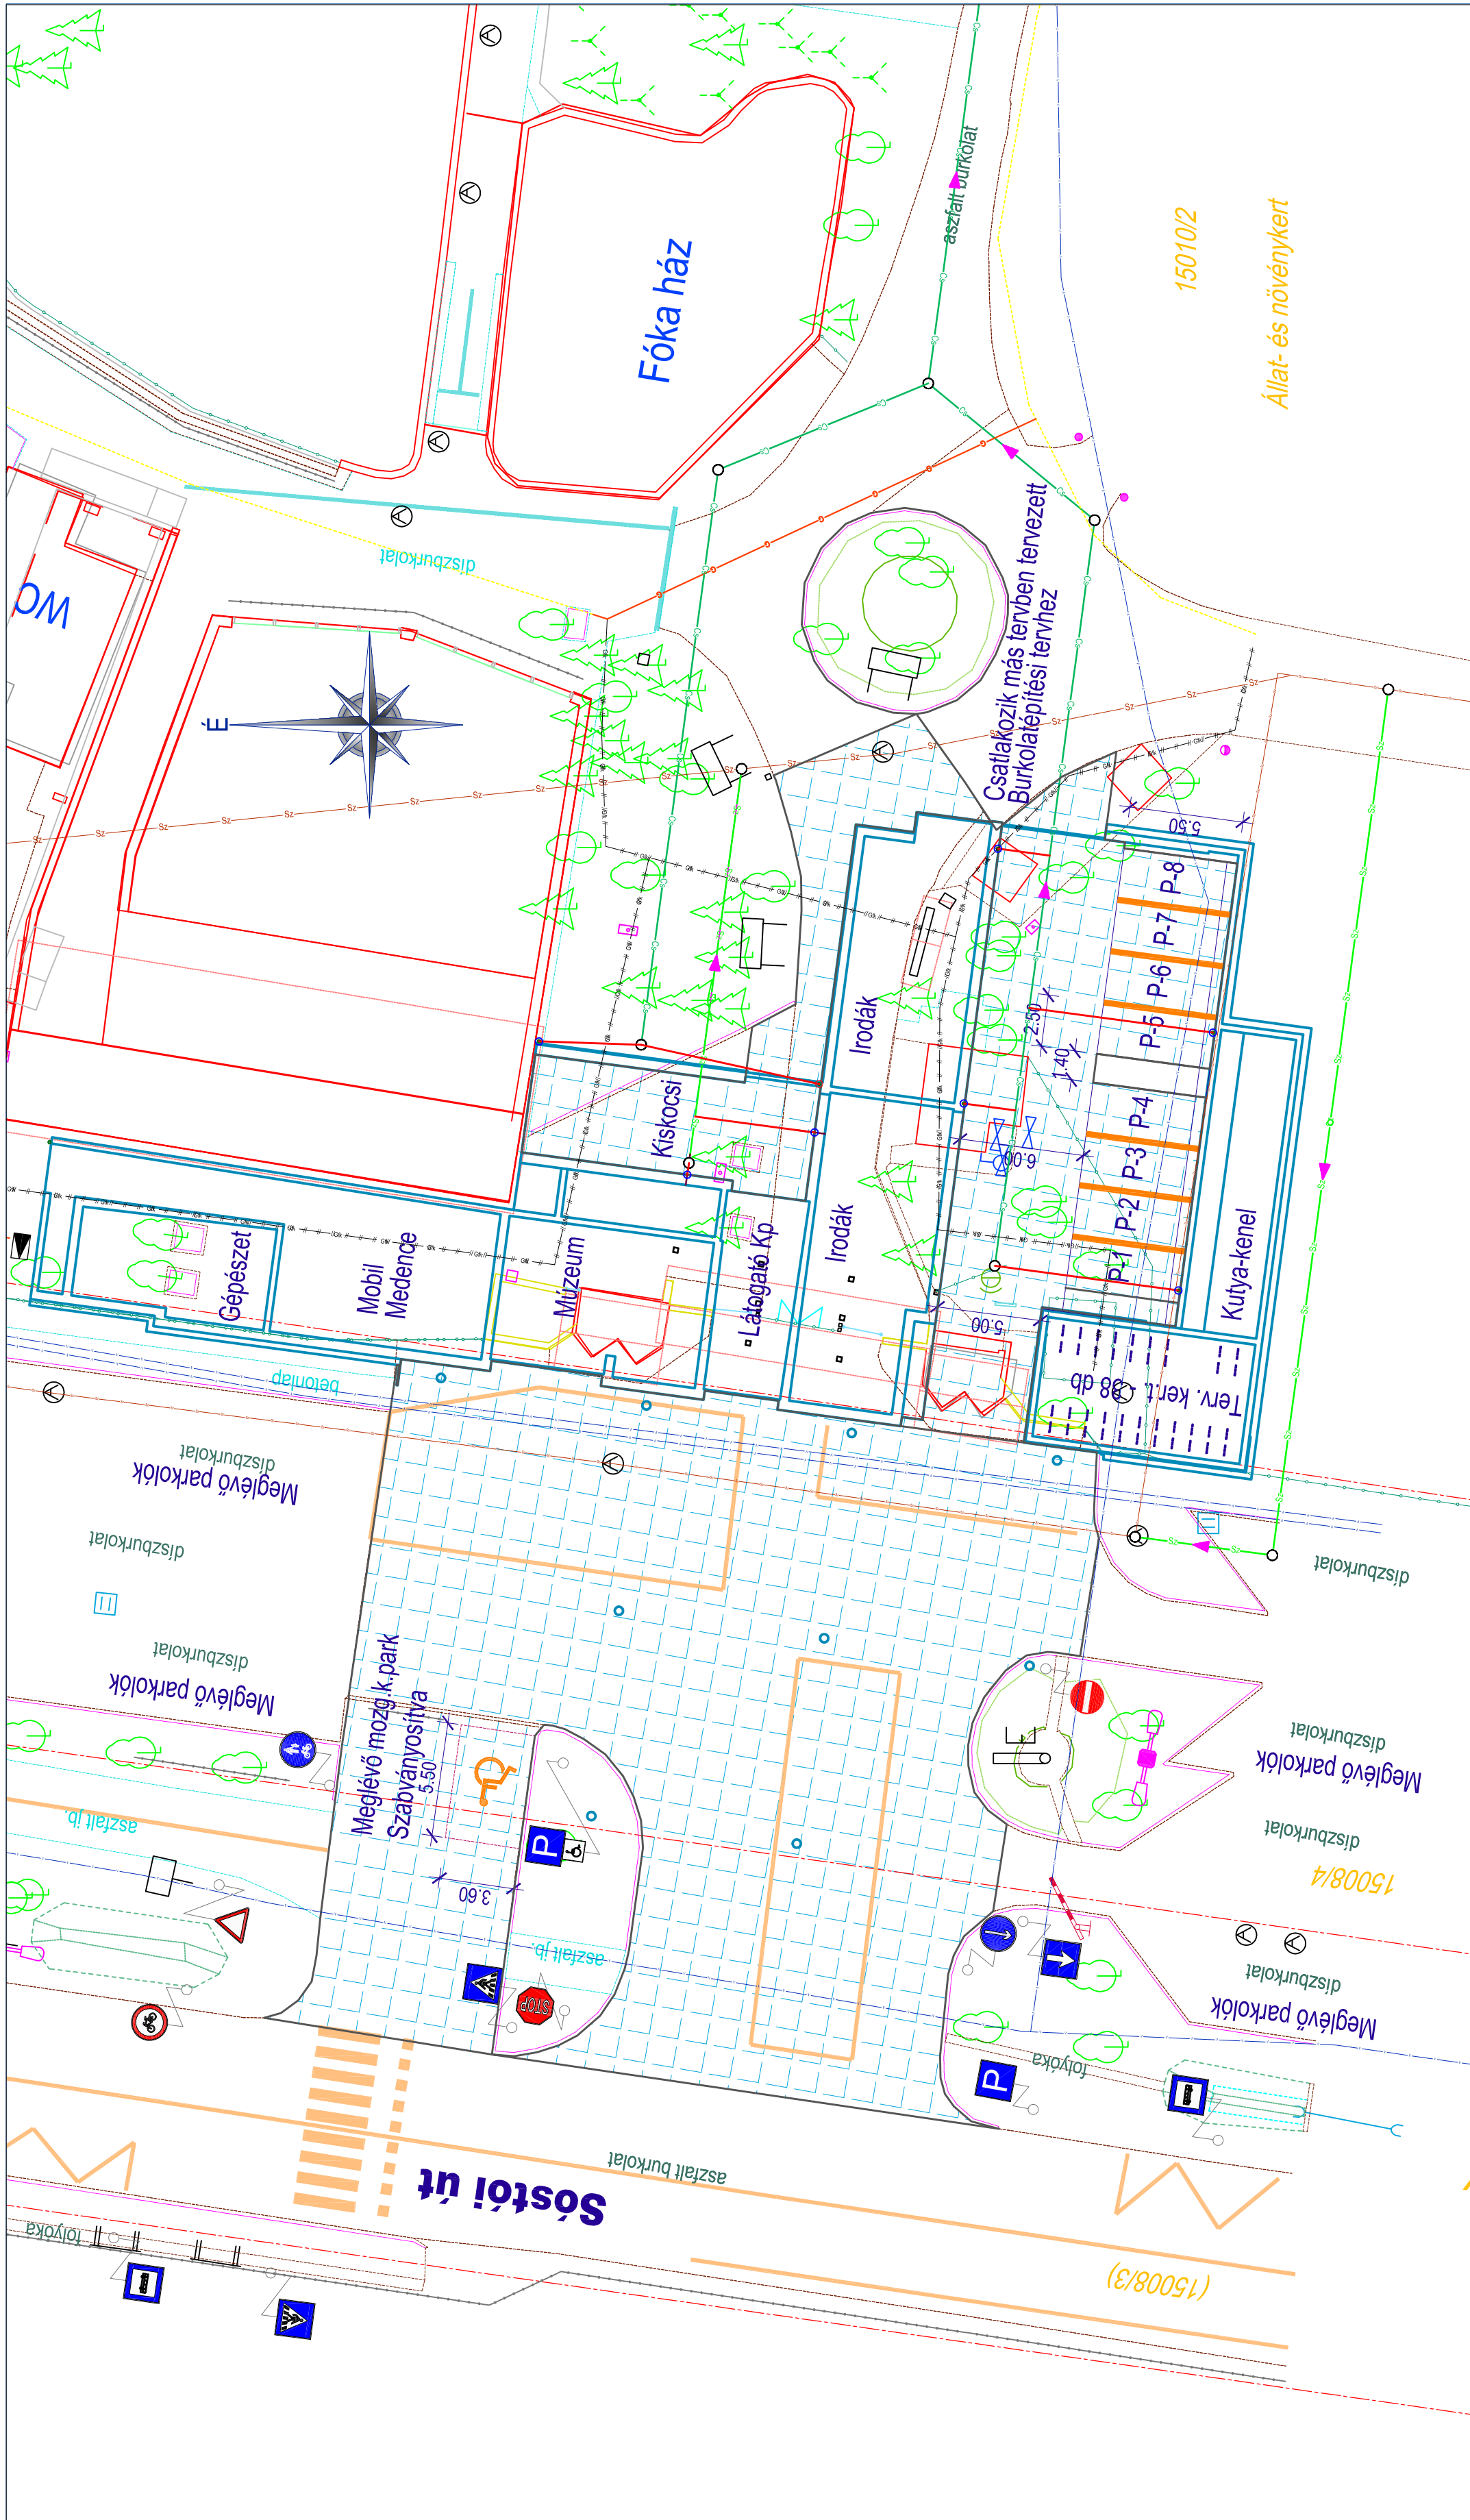 Fóka ház
WC
É
díszburkolat
aszfalt burkolat
15010/2
Állat- és növénykert
Csatlakozik más tervben tervezett
Burkolatépítési tervhez
Kiskocsi
Irodák
Irodák
Gépészet
Mobil
Medence
Múzeum
Látogató Kp
P-1
P-2
P-3
P-4
P-5
P-6
P-7
P-8
5.50
2.50
1.40
6.00
5.00
Kutya-kenel
Terv. ker.t. - 38 db
betonlap
díszburkolat
Meglévő parkolók
díszburkolat
díszburkolat
Meglévő parkolók
aszfalt jb.
Meglévő mozg.k.park
Szabványosítva
5.50
3.60
P
aszfalt jb.
STOP
díszburkolat
díszburkolat
Meglévő parkolók
díszburkolat
15008/4
díszburkolat
Meglévő parkolók
folyóka
P
aszfalt burkolat
Sóstói út
folyóka
(15008/3)